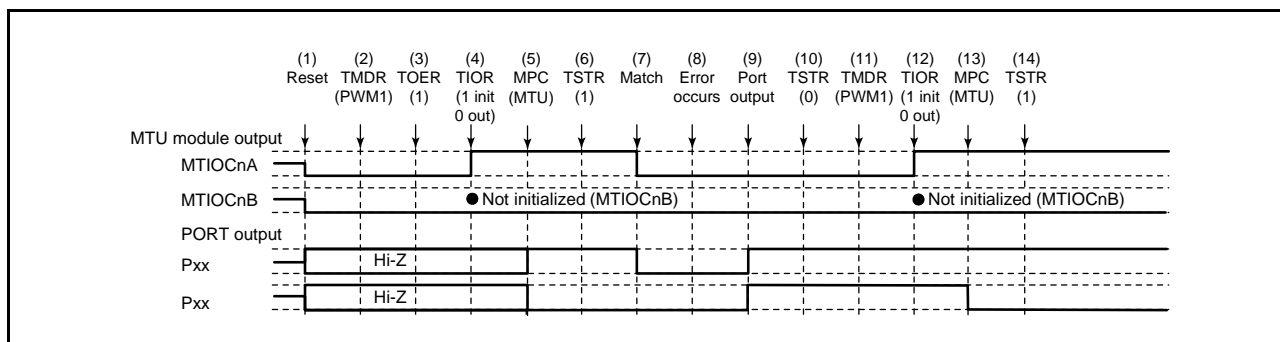 (1) (2) (3) (4) (5) (6) (7) (8) (9) (10) (11) (12) (13) (14)
Reset TMDR TOER TIOR MPC TSTR Match Error Port TSTR TMDR TIOR MPC TSTR
(PWM1) (1) (1 init (MTU) (1) occurs output (0) (PWM1) (1 init (MTU) (1)
0 out) 0 out)
MTU module output
MTIOCnA
MTIOCnB ● Not initialized (MTIOCnB) ● Not initialized (MTIOCnB)
PORT output
Pxx Hi-Z
Pxx Hi-Z